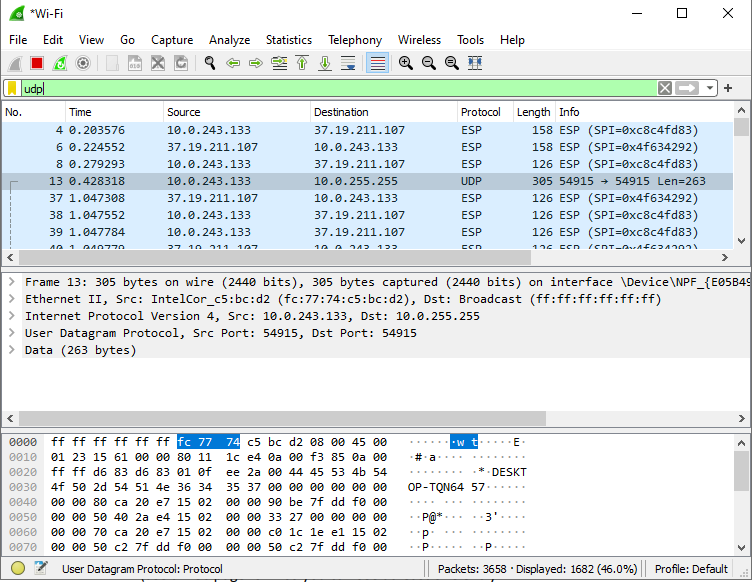 *Wi-Fi
File Edit View Go Capture Analyze Statistics Telephony Wireless Tools Help
udp
No. Time Source Destination Protocol Length Info
4 0.203576 10.0.243.133 37.19.211.107 ESP 158 ESP (SPI=0xc8c4fd83)
6 0.224552 37.19.211.107 10.0.243.133 ESP 158 ESP (SPI=0x4f634292)
8 0.279293 10.0.243.133 37.19.211.107 ESP 126 ESP (SPI=0xc8c4fd83)
13 0.428318 10.0.243.133 10.0.255.255 UDP 305 54915 → 54915 Len=263
37 1.047308 37.19.211.107 10.0.243.133 ESP 126 ESP (SPI=0x4f634292)
38 1.047552 10.0.243.133 37.19.211.107 ESP 126 ESP (SPI=0xc8c4fd83)
39 1.047784 10.0.243.133 37.19.211.107 ESP 126 ESP (SPI=0xc8c4fd83)
40 1.049779 37.19.211.107 10.0.243.133 ESP 126 ESP (SPI=0x4f634292)
Frame 13: 305 bytes on wire (2440 bits), 305 bytes captured (2440 bits) on interface \Device\NPF_{E05B49
Ethernet II, Src: IntelCor_c5:bc:d2 (fc:77:74:c5:bc:d2), Dst: Broadcast (ff:ff:ff:ff:ff:ff)
Internet Protocol Version 4, Src: 10.0.243.133, Dst: 10.0.255.255
User Datagram Protocol, Src Port: 54915, Dst Port: 54915
Data (263 bytes)
0000 ff ff ff ff ff ff fc 77 74 c5 bc d2 08 00 45 00 ·······w t·····E·
0010 01 23 15 61 00 00 80 11 1c e4 0a 00 f3 85 0a 00 ·#·a···· ········
0020 ff ff d6 83 d6 83 01 0f ee 2a 00 44 45 53 4b 54 ········ ·*·DESKT
0030 4f 50 2d 54 51 4e 36 34 35 37 00 00 00 00 00 00 OP-TQN64 57······
0040 00 00 80 ca 20 e7 15 02 00 00 90 be 7f dd f0 00 ···· ··· ········
0050 00 00 50 40 2a e4 15 02 00 00 33 27 00 00 00 00 ··P@*··· ··3'····
0060 00 00 70 ca 20 e7 15 02 00 00 c0 1c 1e e1 15 02 ··p· ··· ········
0070 00 00 50 c2 7f dd f0 00 00 00 50 c2 7f dd f0 00 ··P····· ··P·····
User Datagram Protocol: Protocol Packets: 3658 · Displayed: 1682 (46.0%) Profile: Default